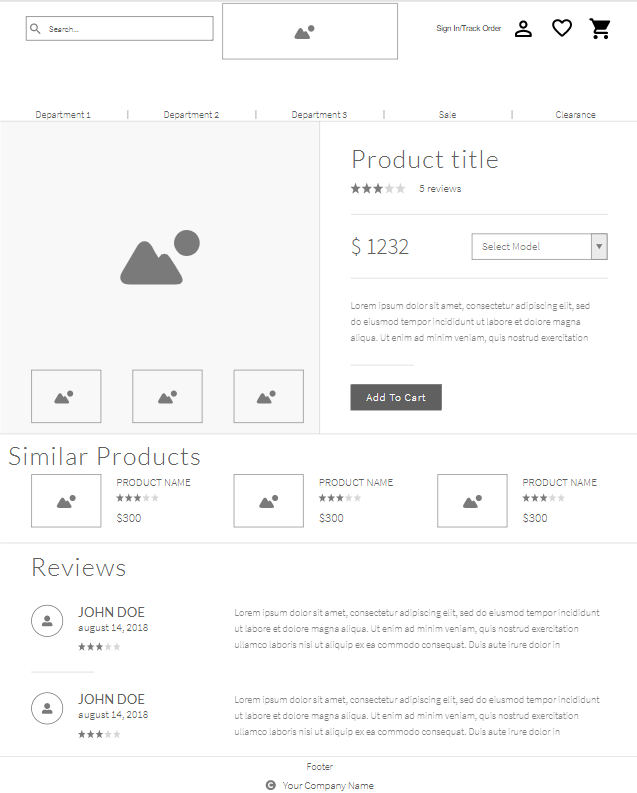 Search...
Sign In/Track Order
Department 1 | Department 2 | Department 3 | Sale | Clearance
Product title
5 reviews
$ 1232
Select Model
Lorem ipsum dolor sit amet, consectetur adipiscing elit, sed
do eiusmod tempor incididunt ut labore et dolore magna
aliqua. Ut enim ad minim veniam, quis nostrud exercitation
Add To Cart
Similar Products
PRODUCT NAME
$300
PRODUCT NAME
$300
PRODUCT NAME
$300
Reviews
JOHN DOE
august 14, 2018
Lorem ipsum dolor sit amet, consectetur adipiscing elit, sed do eiusmod tempor incididunt
ut labore et dolore magna aliqua. Ut enim ad minim veniam, quis nostrud exercitation
ullamco laboris nisi ut aliquip ex ea commodo consequat. Duis aute irure dolor in
JOHN DOE
august 14, 2018
Lorem ipsum dolor sit amet, consectetur adipiscing elit, sed do eiusmod tempor incididunt
ut labore et dolore magna aliqua. Ut enim ad minim veniam, quis nostrud exercitation
ullamco laboris nisi ut aliquip ex ea commodo consequat. Duis aute irure dolor in
Footer
© Your Company Name